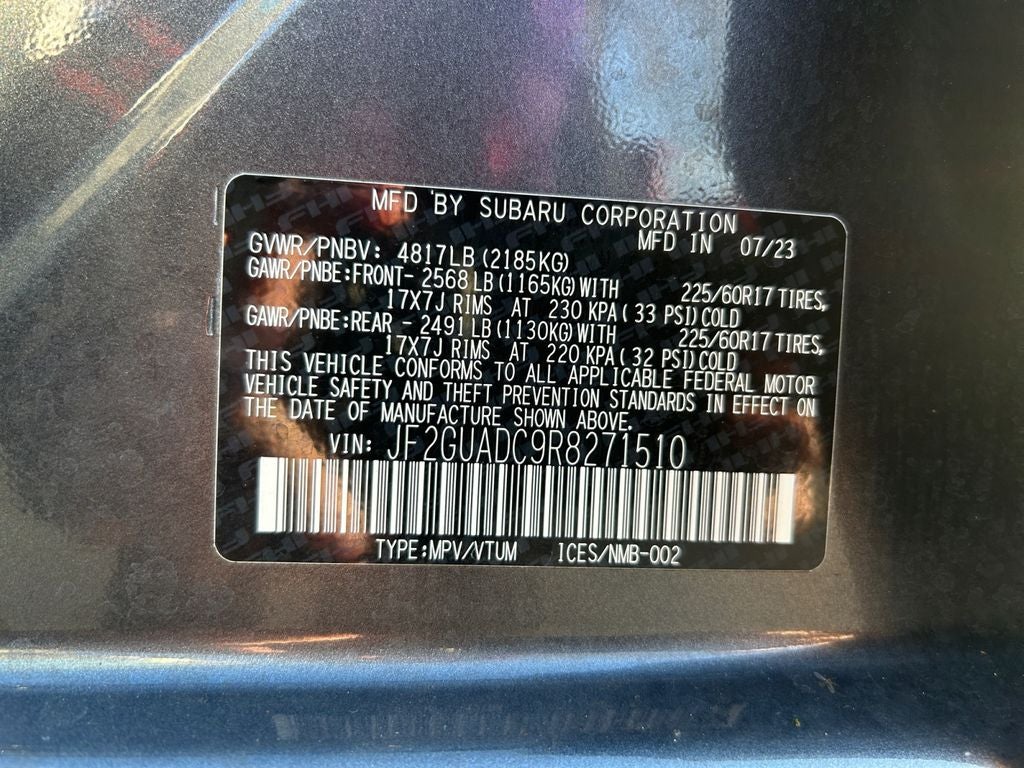 MFD BY SUBARU CORPORATION
MFD IN 07/23
GVWR/PNBV: 4817LB (2185KG)
GAWR/PNBE:FRONT- 2568 LB (1165KG) WITH 225/60R17 TIRES,
17X7J RIMS AT 230 KPA ( 33 PSI) COLD
GAWR/PNBE:REAR - 2491 LB (1130KG) WITH 225/60R17 TIRES,
17X7J RIMS AT 220 KPA ( 32 PSI) COLD
THIS VEHICLE CONFORMS TO ALL APPLICABLE FEDERAL MOTOR
VEHICLE SAFETY AND THEFT PREVENTION STANDARDS IN EFFECT ON
THE DATE OF MANUFACTURE SHOWN ABOVE.
VIN: JF2GUADC9R8271510
TYPE:MPV/VTUM ICES/NMB-002